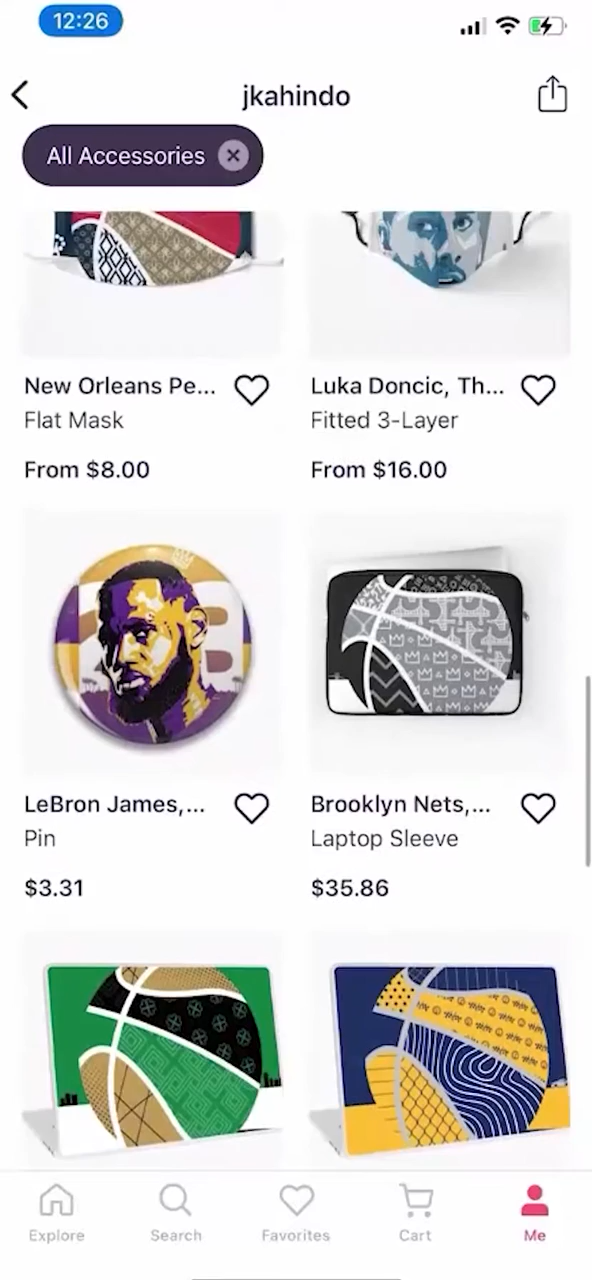 12:26
jkahindo
All Accessories
New Orleans Pe...
Flat Mask
From $8.00
Luka Doncic, Th...
Fitted 3-Layer
From $16.00
LeBron James,...
Pin
$3.31
Brooklyn Nets,...
Laptop Sleeve
$35.86
Explore
Search
Favorites
Cart
Me